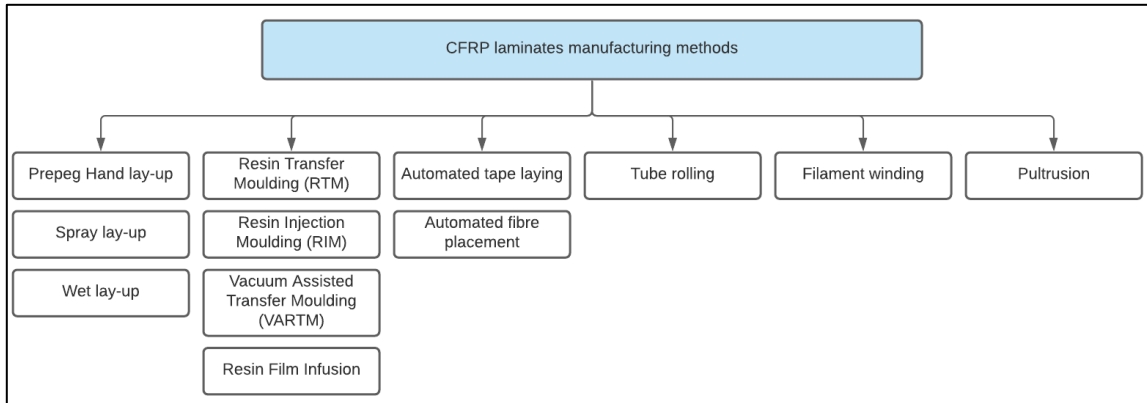 CFRP laminates manufacturing methods
Prepeg Hand lay-up
Spray lay-up
Wet lay-up
Resin Transfer
Moulding (RTM)
Resin Injection
Moulding (RIM)
Vacuum Assisted
Transfer Moulding
(VARTM)
Resin Film Infusion
Automated tape laying
Automated fibre
placement
Tube rolling
Filament winding
Pultrusion